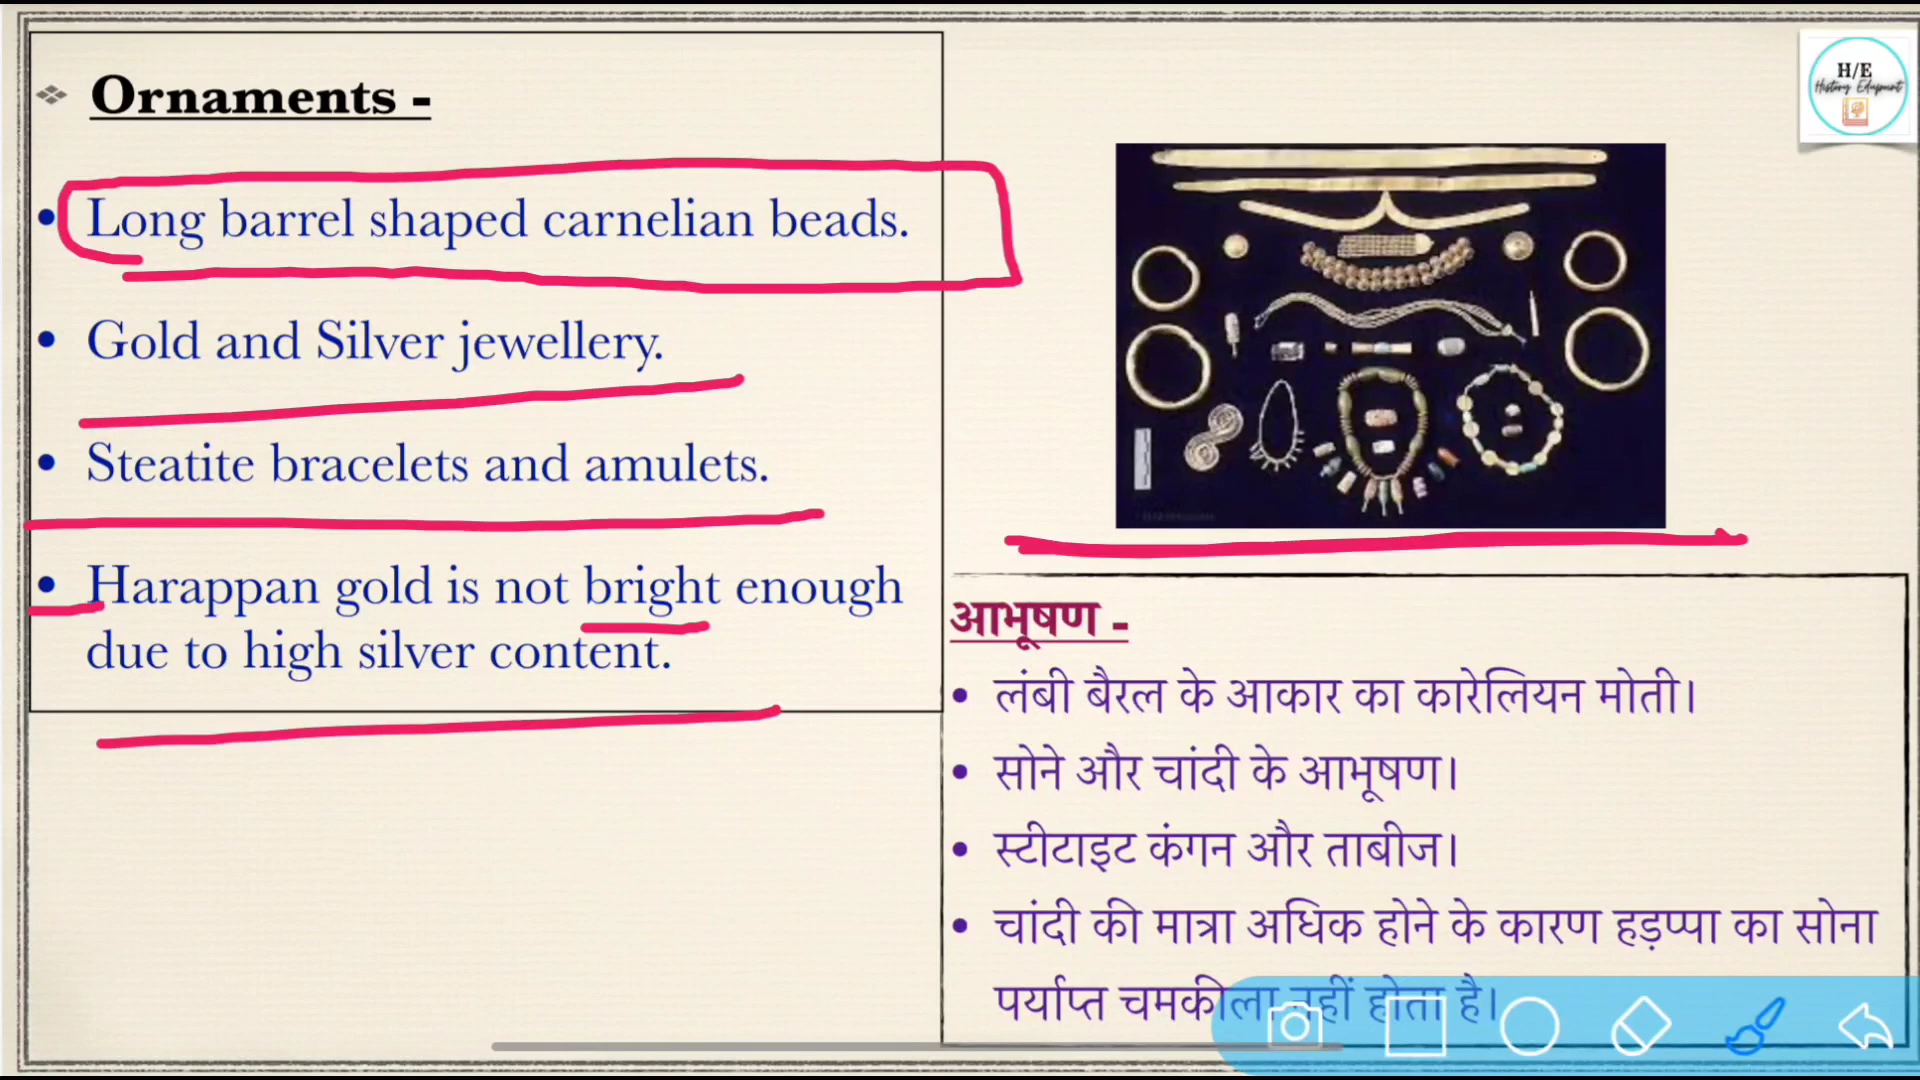 Ornaments -
Long barrel shaped carnelian beads.
Gold and Silver jewellery.
Steatite bracelets and amulets.
Harappan gold is not bright enough
due to high silver content.
H/E
History Edupoint
आभूषण -
लंबी बैरल के आकार का कारेलियन मोती।
सोने और चांदी के आभूषण।
स्टीटाइट कंगन और ताबीज।
चांदी की मात्रा अधिक होने के कारण हड़प्पा का सोना
पर्याप्त चमकीला नहीं होता है।